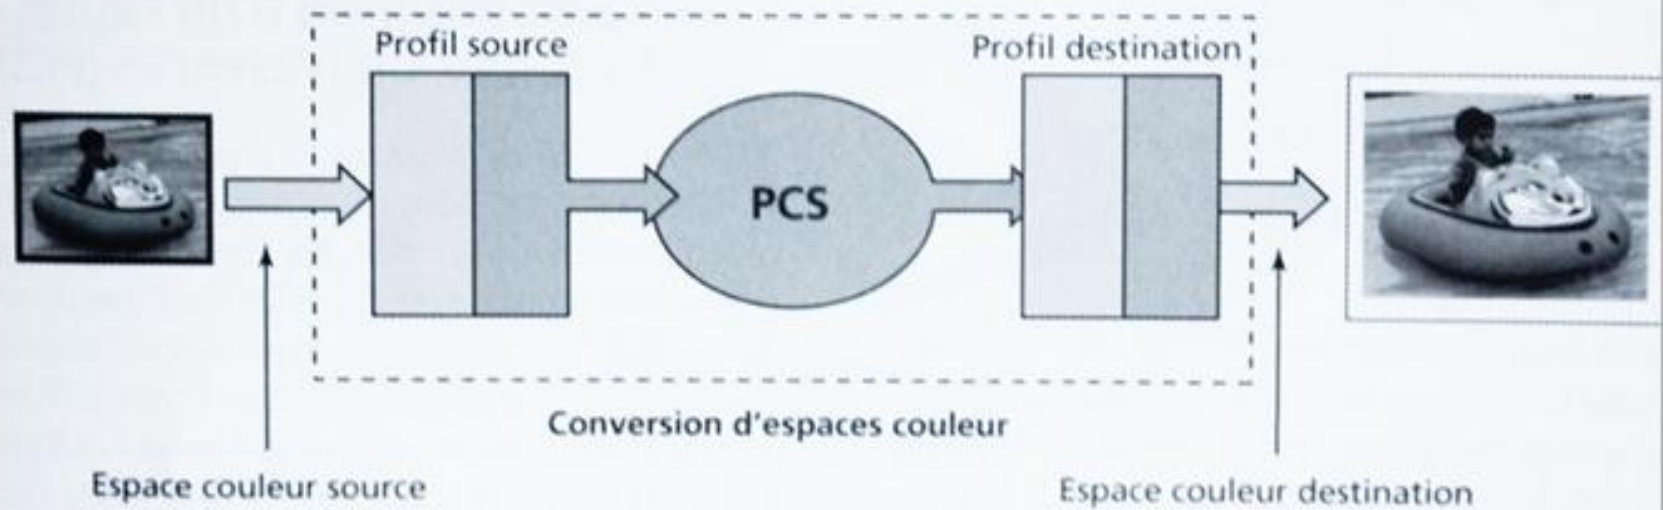 Profil source
Profil destination
PCS
Conversion d'espaces couleur
Espace couleur source
Espace couleur destination